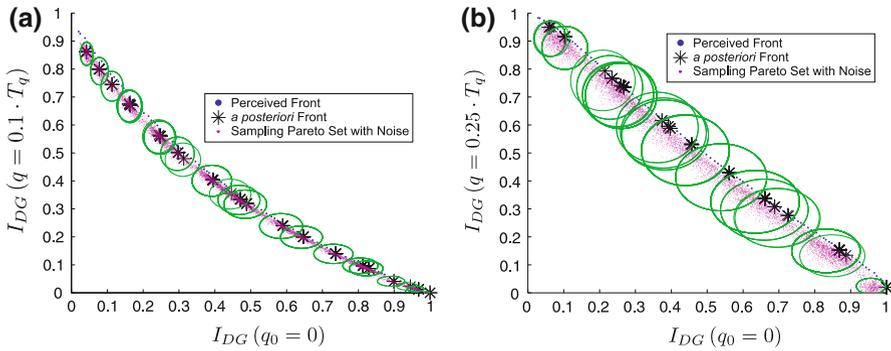 (a)
1
0.9
0.8
0.7
0.6
0.5
0.4
0.3
0.2
0.1
0
I_DG (q = 0.1 · T_q)
Perceived Front
a posteriori Front
Sampling Pareto Set with Noise
0 0.1 0.2 0.3 0.4 0.5 0.6 0.7 0.8 0.9 1
I_DG (q_0 = 0)
(b)
1
0.9
0.8
0.7
0.6
0.5
0.4
0.3
0.2
0.1
0
I_DG (q = 0.25 · T_q)
Perceived Front
a posteriori Front
Sampling Pareto Set with Noise
0 0.1 0.2 0.3 0.4 0.5 0.6 0.7 0.8 0.9 1
I_DG (q_0 = 0)